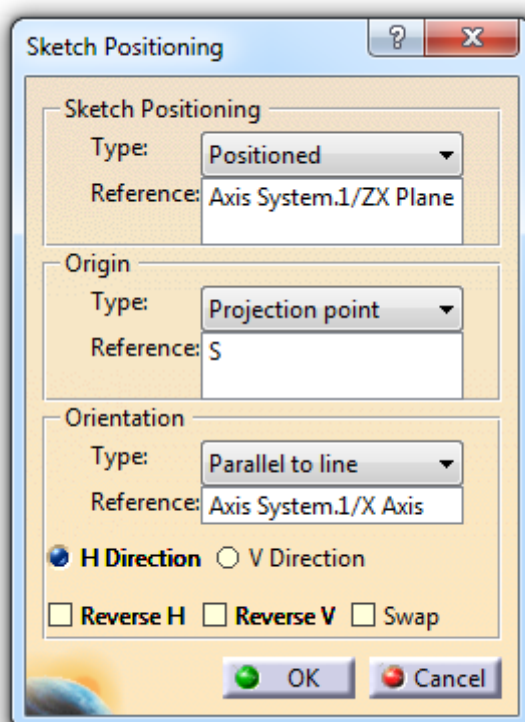 Sketch Positioning
?
Sketch Positioning
Type: Positioned
Reference: Axis System.1/ZX Plane
Origin
Type: Projection point
Reference: S
Orientation
Type: Parallel to line
Reference: Axis System.1/X Axis
H Direction V Direction
Reverse H Reverse V Swap
OK Cancel